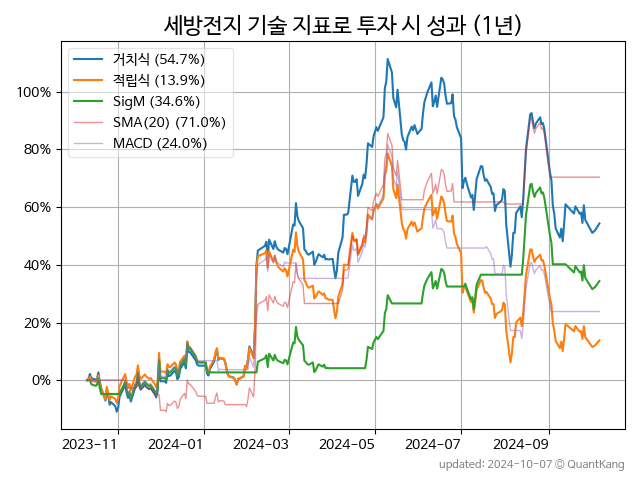 세방전지 기술 지표로 투자 시 성과 (1년)
거치식 (54.7%)
적립식 (13.9%)
SigM (34.6%)
SMA(20) (71.0%)
MACD (24.0%)
100%
80%
60%
40%
20%
0%
2023-11 2024-01 2024-03 2024-05 2024-07 2024-09
updated: 2024-10-07 © QuantKang